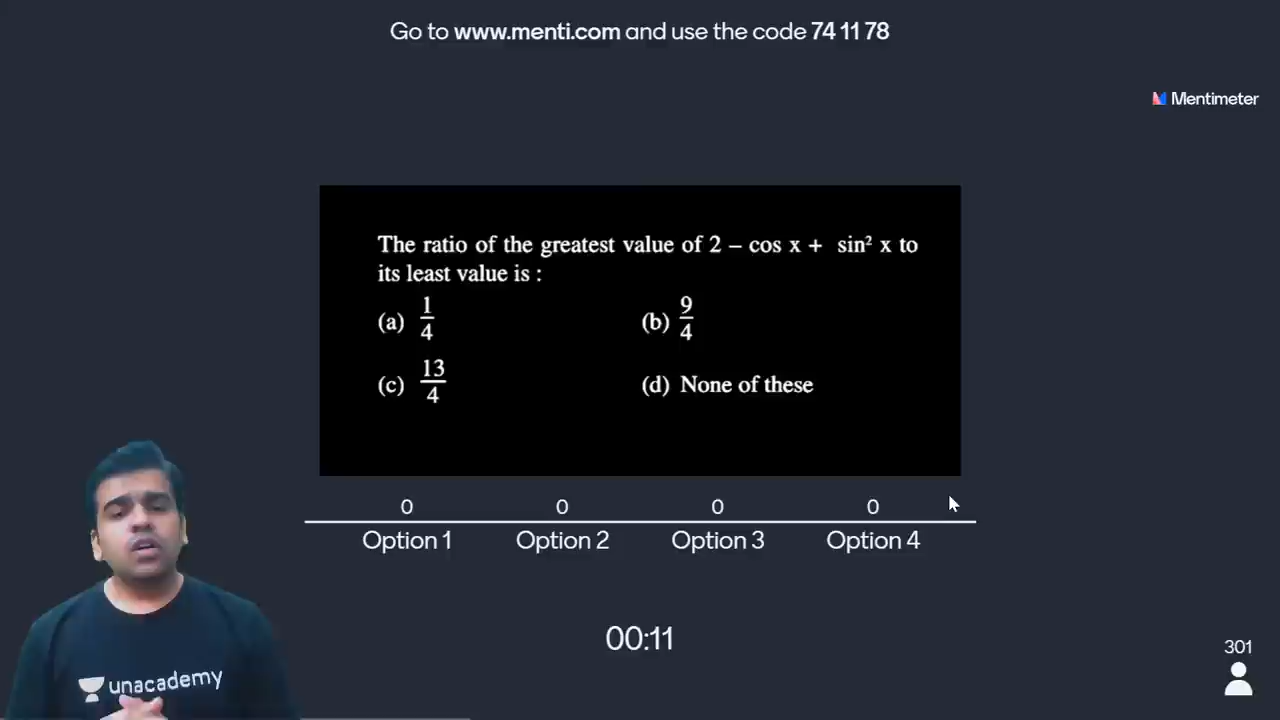 Go to www.menti.com and use the code 74 11 78
Mentimeter
The ratio of the greatest value of 2 – cos x + sin² x to
its least value is :
(a) 1/4 (b) 9/4
(c) 13/4 (d) None of these
0 0 0 0
Option 1 Option 2 Option 3 Option 4
00:11
301
unacademy